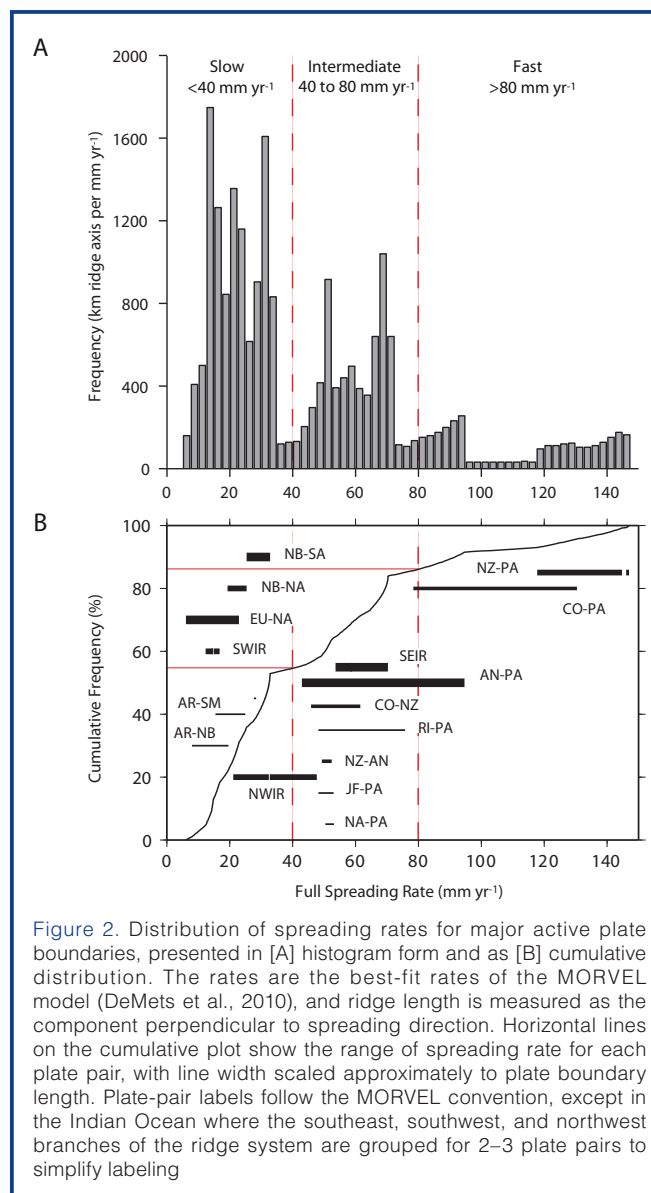 A
Slow
<40 mm yr-1
Intermediate
40 to 80 mm yr-1
Fast
>80 mm yr-1
Frequency (km ridge axis per mm yr-1)
2000
1600
1200
800
400
0
0 20 40 60 80 100 120 140
B
Cumulative Frequency (%)
100
80
60
40
20
0
NB-SA
NB-NA
EU-NA
SWIR
AR-SM
AR-NB
NWIR
NZ-PA
CO-PA
SEIR
AN-PA
CO-NZ
RI-PA
NZ-AN
JF-PA
NA-PA
0 20 40 60 80 100 120 140
Full Spreading Rate (mm yr-1)
Figure 2. Distribution of spreading rates for major active plate
boundaries, presented in [A] histogram form and as [B] cumulative
distribution. The rates are the best-fit rates of the MORVEL
model (DeMets et al., 2010), and ridge length is measured as the
component perpendicular to spreading direction. Horizontal lines
on the cumulative plot show the range of spreading rate for each
plate pair, with line width scaled approximately to plate boundary
length. Plate-pair labels follow the MORVEL convention, except in
the Indian Ocean where the southeast, southwest, and northwest
branches of the ridge system are grouped for 2–3 plate pairs to
simplify labeling